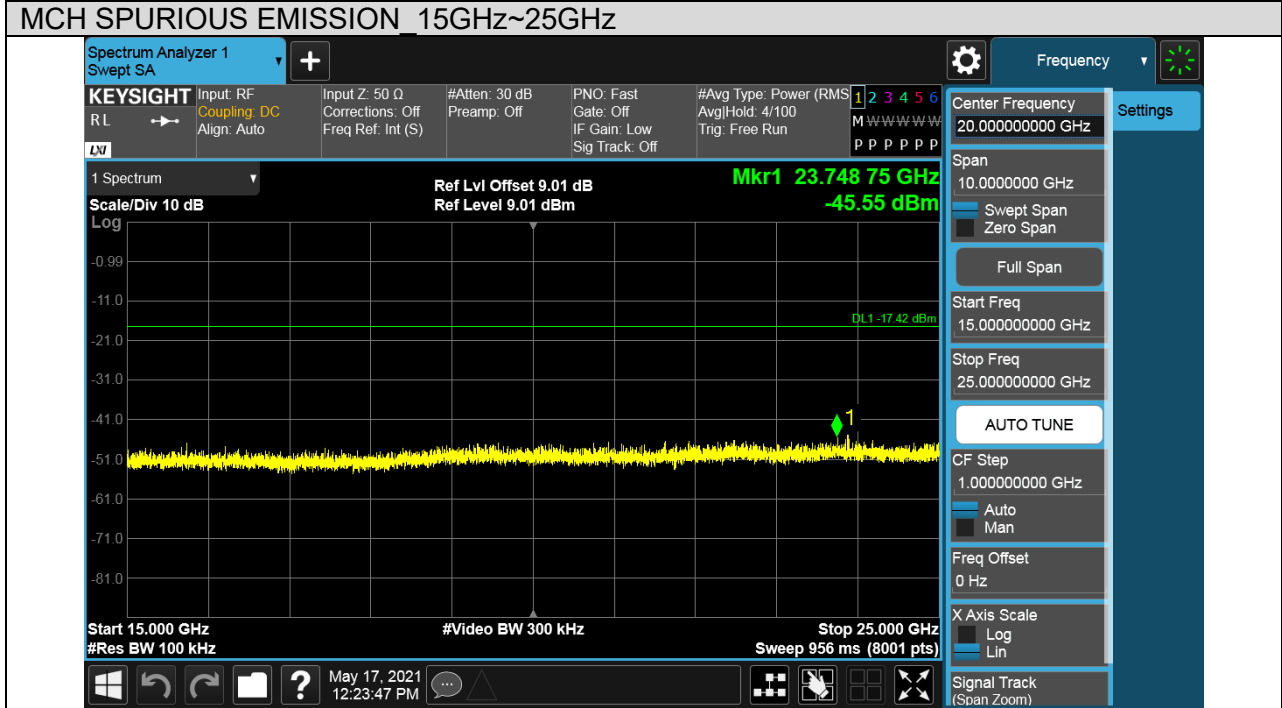 MCH SPURIOUS EMISSION_15GHz~25GHz
Spectrum Analyzer 1
Swept SA
+
Frequency
KEYSIGHT
RL
LXI
Input: RF
Coupling: DC
Align: Auto
Input Z: 50 Ω
Corrections: Off
Freq Ref: Int (S)
#Atten: 30 dB
Preamp: Off
PNO: Fast
Gate: Off
IF Gain: Low
Sig Track: Off
#Avg Type: Power (RMS
Avg|Hold: 4/100
Trig: Free Run
1 2 3 4 5 6
M W W W W W
P P P P P P
Center Frequency
20.000000000 GHz
Settings
Span
10.0000000 GHz
Swept Span
Zero Span
Full Span
Start Freq
15.000000000 GHz
Stop Freq
25.000000000 GHz
AUTO TUNE
CF Step
1.000000000 GHz
Auto
Man
Freq Offset
0 Hz
X Axis Scale
Log
Lin
Signal Track
(Span Zoom)
1 Spectrum
Scale/Div 10 dB
Log
Ref Lvl Offset 9.01 dB
Ref Level 9.01 dBm
Mkr1 23.748 75 GHz
-45.55 dBm
-0.99
-11.0
DL1 -17.42 dBm
-21.0
-31.0
-41.0
1
-51.0
-61.0
-71.0
-81.0
Start 15.000 GHz
#Res BW 100 kHz
#Video BW 300 kHz
Stop 25.000 GHz
Sweep 956 ms (8001 pts)
?
May 17, 2021
12:23:47 PM